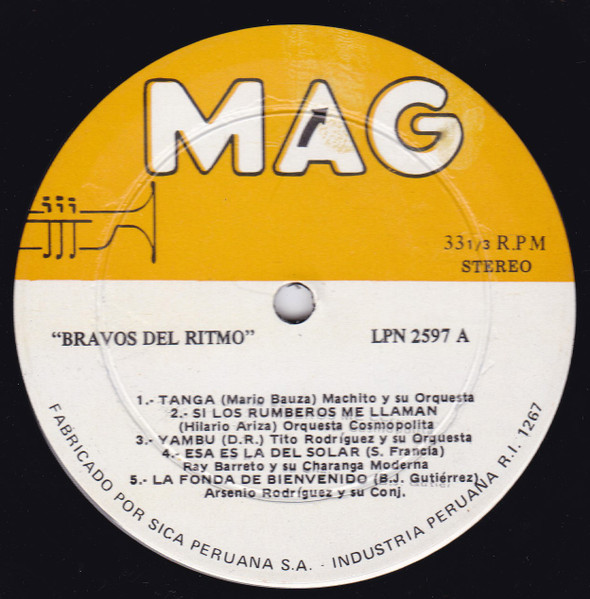 MAG
33 1/3 R.P.M
STEREO
"BRAVOS DEL RITMO" LPN 2597 A
1.- TANGA (Mario Bauza) Machito y su Orquesta
2.- SI LOS RUMBEROS ME LLAMAN
(Hilario Ariza) Orquesta Cosmopolita
3.- YAMBU (D.R.) Tito Rodríguez y su Orquesta
4.- ESA ES LA DEL SOLAR (S. Francia)
Ray Barreto y su Charanga Moderna
5.- LA FONDA DE BIENVENIDO (B.J. Gutiérrez)
Arsenio Rodríguez y su Conj.
FABRICADO POR SICA PERUANA S.A. - INDUSTRIA PERUANA R.I. 1267